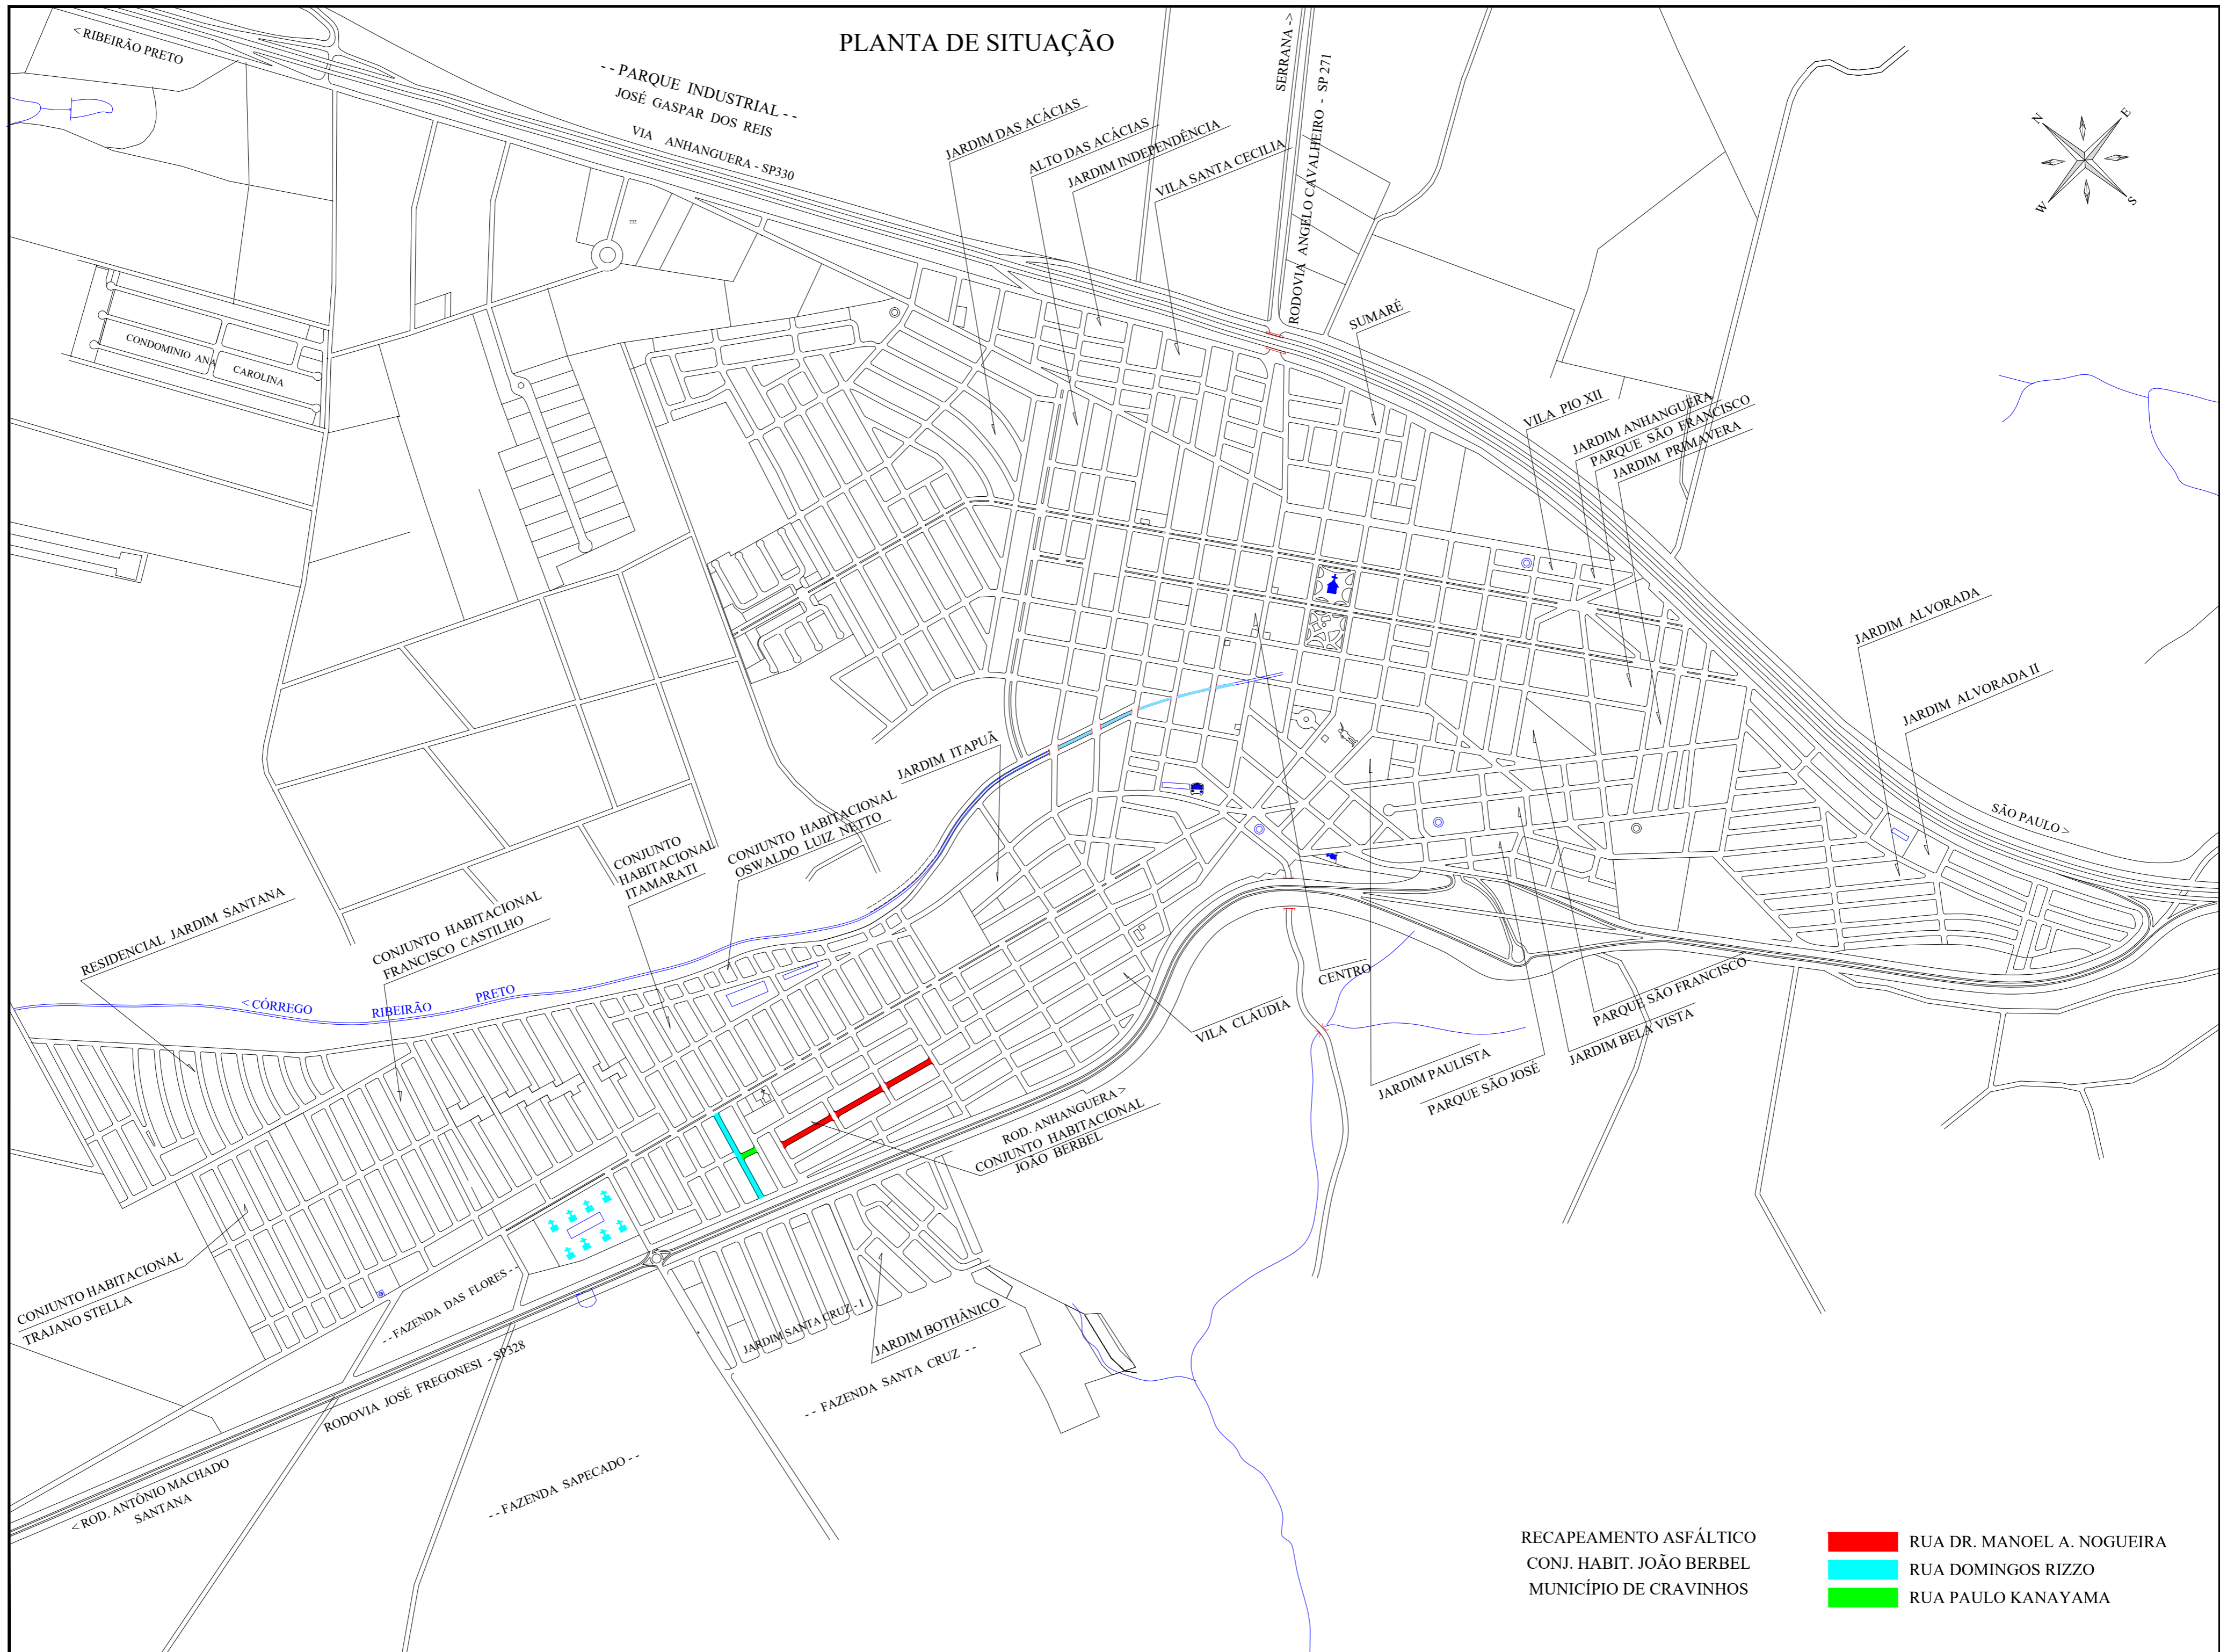 PLANTA DE SITUAÇÃO
< RIBEIRÃO PRETO
- - PARQUE INDUSTRIAL - -
JOSÉ GASPAR DOS REIS
VIA ANHANGUERA - SP330
SERRANA ->
RODOVIA ANGELO CAVALHEIRO - SP 271
N
E
W
S
JARDIM DAS ACÁCIAS
ALTO DAS ACÁCIAS
JARDIM INDEPENDÊNCIA
VILA SANTA CECILIA
232
SUMARÉ
CONDOMINIO ANA
CAROLINA
VILA PIO XII
JARDIM ANHANGUERA
PARQUE SÃO FRANCISCO
JARDIM PRIMAVERA
JARDIM ALVORADA
JARDIM ALVORADA II
SÃO PAULO >
JARDIM ITAPUÃ
CONJUNTO HABITACIONAL
OSWALDO LUIZ NETTO
CONJUNTO
HABITACIONAL
ITAMARATI
CONJUNTO HABITACIONAL
FRANCISCO CASTILHO
RESIDENCIAL JARDIM SANTANA
< CÓRREGO RIBEIRÃO PRETO
CENTRO
VILA CLÁUDIA
PARQUE SÃO FRANCISCO
JARDIM BELA VISTA
JARDIM PAULISTA
PARQUE SÃO JOSÉ
ROD. ANHANGUERA >
CONJUNTO HABITACIONAL
JOÃO BERBEL
CONJUNTO HABITACIONAL
TRAJANO STELLA
- - FAZENDA DAS FLORES - -
JARDIM SANTA CRUZ - I
JARDIM BOTHÂNICO
- - FAZENDA SANTA CRUZ - -
RODOVIA JOSÉ FREGONESI - SP328
< ROD. ANTÔNIO MACHADO
SANTANA
- - FAZENDA SAPECADO - -
RECAPEAMENTO ASFÁLTICO
CONJ. HABIT. JOÃO BERBEL
MUNICÍPIO DE CRAVINHOS
RUA DR. MANOEL A. NOGUEIRA
RUA DOMINGOS RIZZO
RUA PAULO KANAYAMA